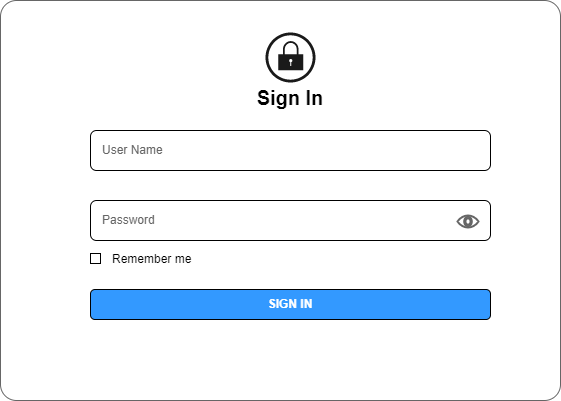 Sign In
User Name
Password
Remember me
SIGN IN